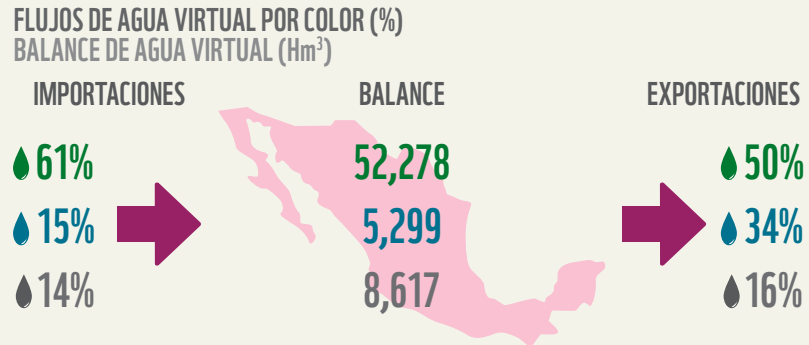 FLUJOS DE AGUA VIRTUAL POR COLOR (%)
BALANCE DE AGUA VIRTUAL (Hm³)
IMPORTACIONES BALANCE EXPORTACIONES
61% 52,278 50%
15% 5,299 34%
14% 8,617 16%